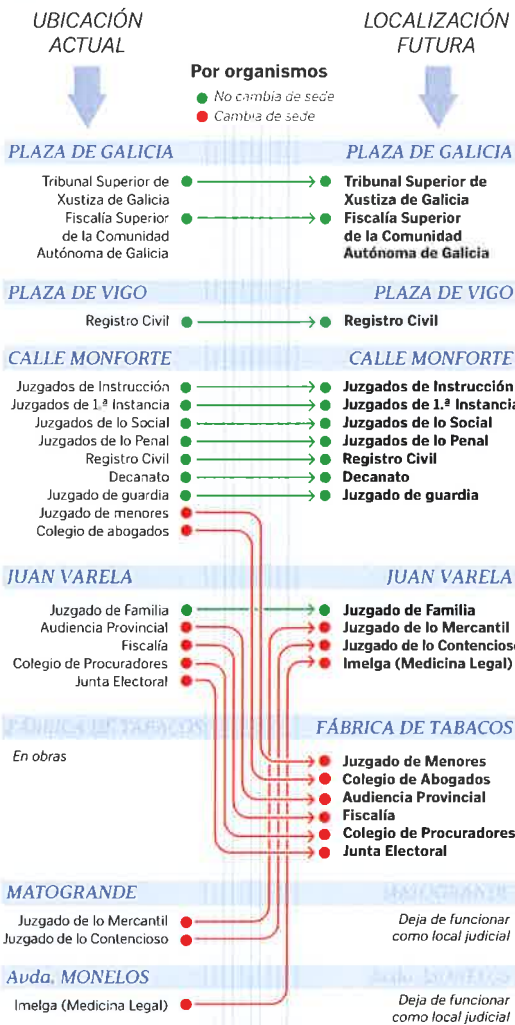 UBICACIÓN
ACTUAL
LOCALIZACIÓN
FUTURA
Por organismos
No cambia de sede
Cambia de sede
PLAZA DE GALICIA
PLAZA DE GALICIA
Tribunal Superior de
Xustiza de Galicia
Tribunal Superior de
Xustiza de Galicia
Fiscalía Superior
de la Comunidad
Autónoma de Galicia
Fiscalía Superior
de la Comunidad
Autónoma de Galicia
PLAZA DE VIGO
PLAZA DE VIGO
Registro Civil
Registro Civil
CALLE MONFORTE
CALLE MONFORTE
Juzgados de Instrucción
Juzgados de Instrucción
Juzgados de 1.ª Instancia
Juzgados de 1.ª Instancia
Juzgados de lo Social
Juzgados de lo Social
Juzgados de lo Penal
Juzgados de lo Penal
Registro Civil
Registro Civil
Decanato
Decanato
Juzgado de guardia
Juzgado de guardia
Juzgado de menores
Colegio de abogados
JUAN VARELA
JUAN VARELA
Juzgado de Familia
Juzgado de Familia
Audiencia Provincial
Juzgado de lo Mercantil
Fiscalía
Juzgado de lo Contencioso
Colegio de Procuradores
Imelga (Medicina Legal)
Junta Electoral
FÁBRICA DE TABACOS
FÁBRICA DE TABACOS
En obras
Juzgado de Menores
Colegio de Abogados
Audiencia Provincial
Fiscalía
Colegio de Procuradores
Junta Electoral
MATOGRANDE
MATOGRANDE
Juzgado de lo Mercantil
Juzgado de lo Contencioso
Deja de funcionar
como local judicial
Avda. MONELOS
Avda. MONELOS
Imelga (Medicina Legal)
Deja de funcionar
como local judicial